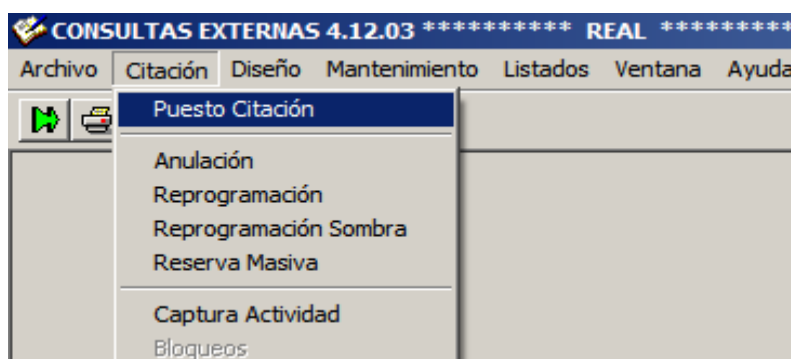 CONSULTAS EXTERNAS 4.12.03 ********** REAL ****
Archivo Citación Diseño Mantenimiento Listados Ventana Ayuda
Puesto Citación
Anulación
Reprogramación
Reprogramación Sombra
Reserva Masiva
Captura Actividad
Bloqueos